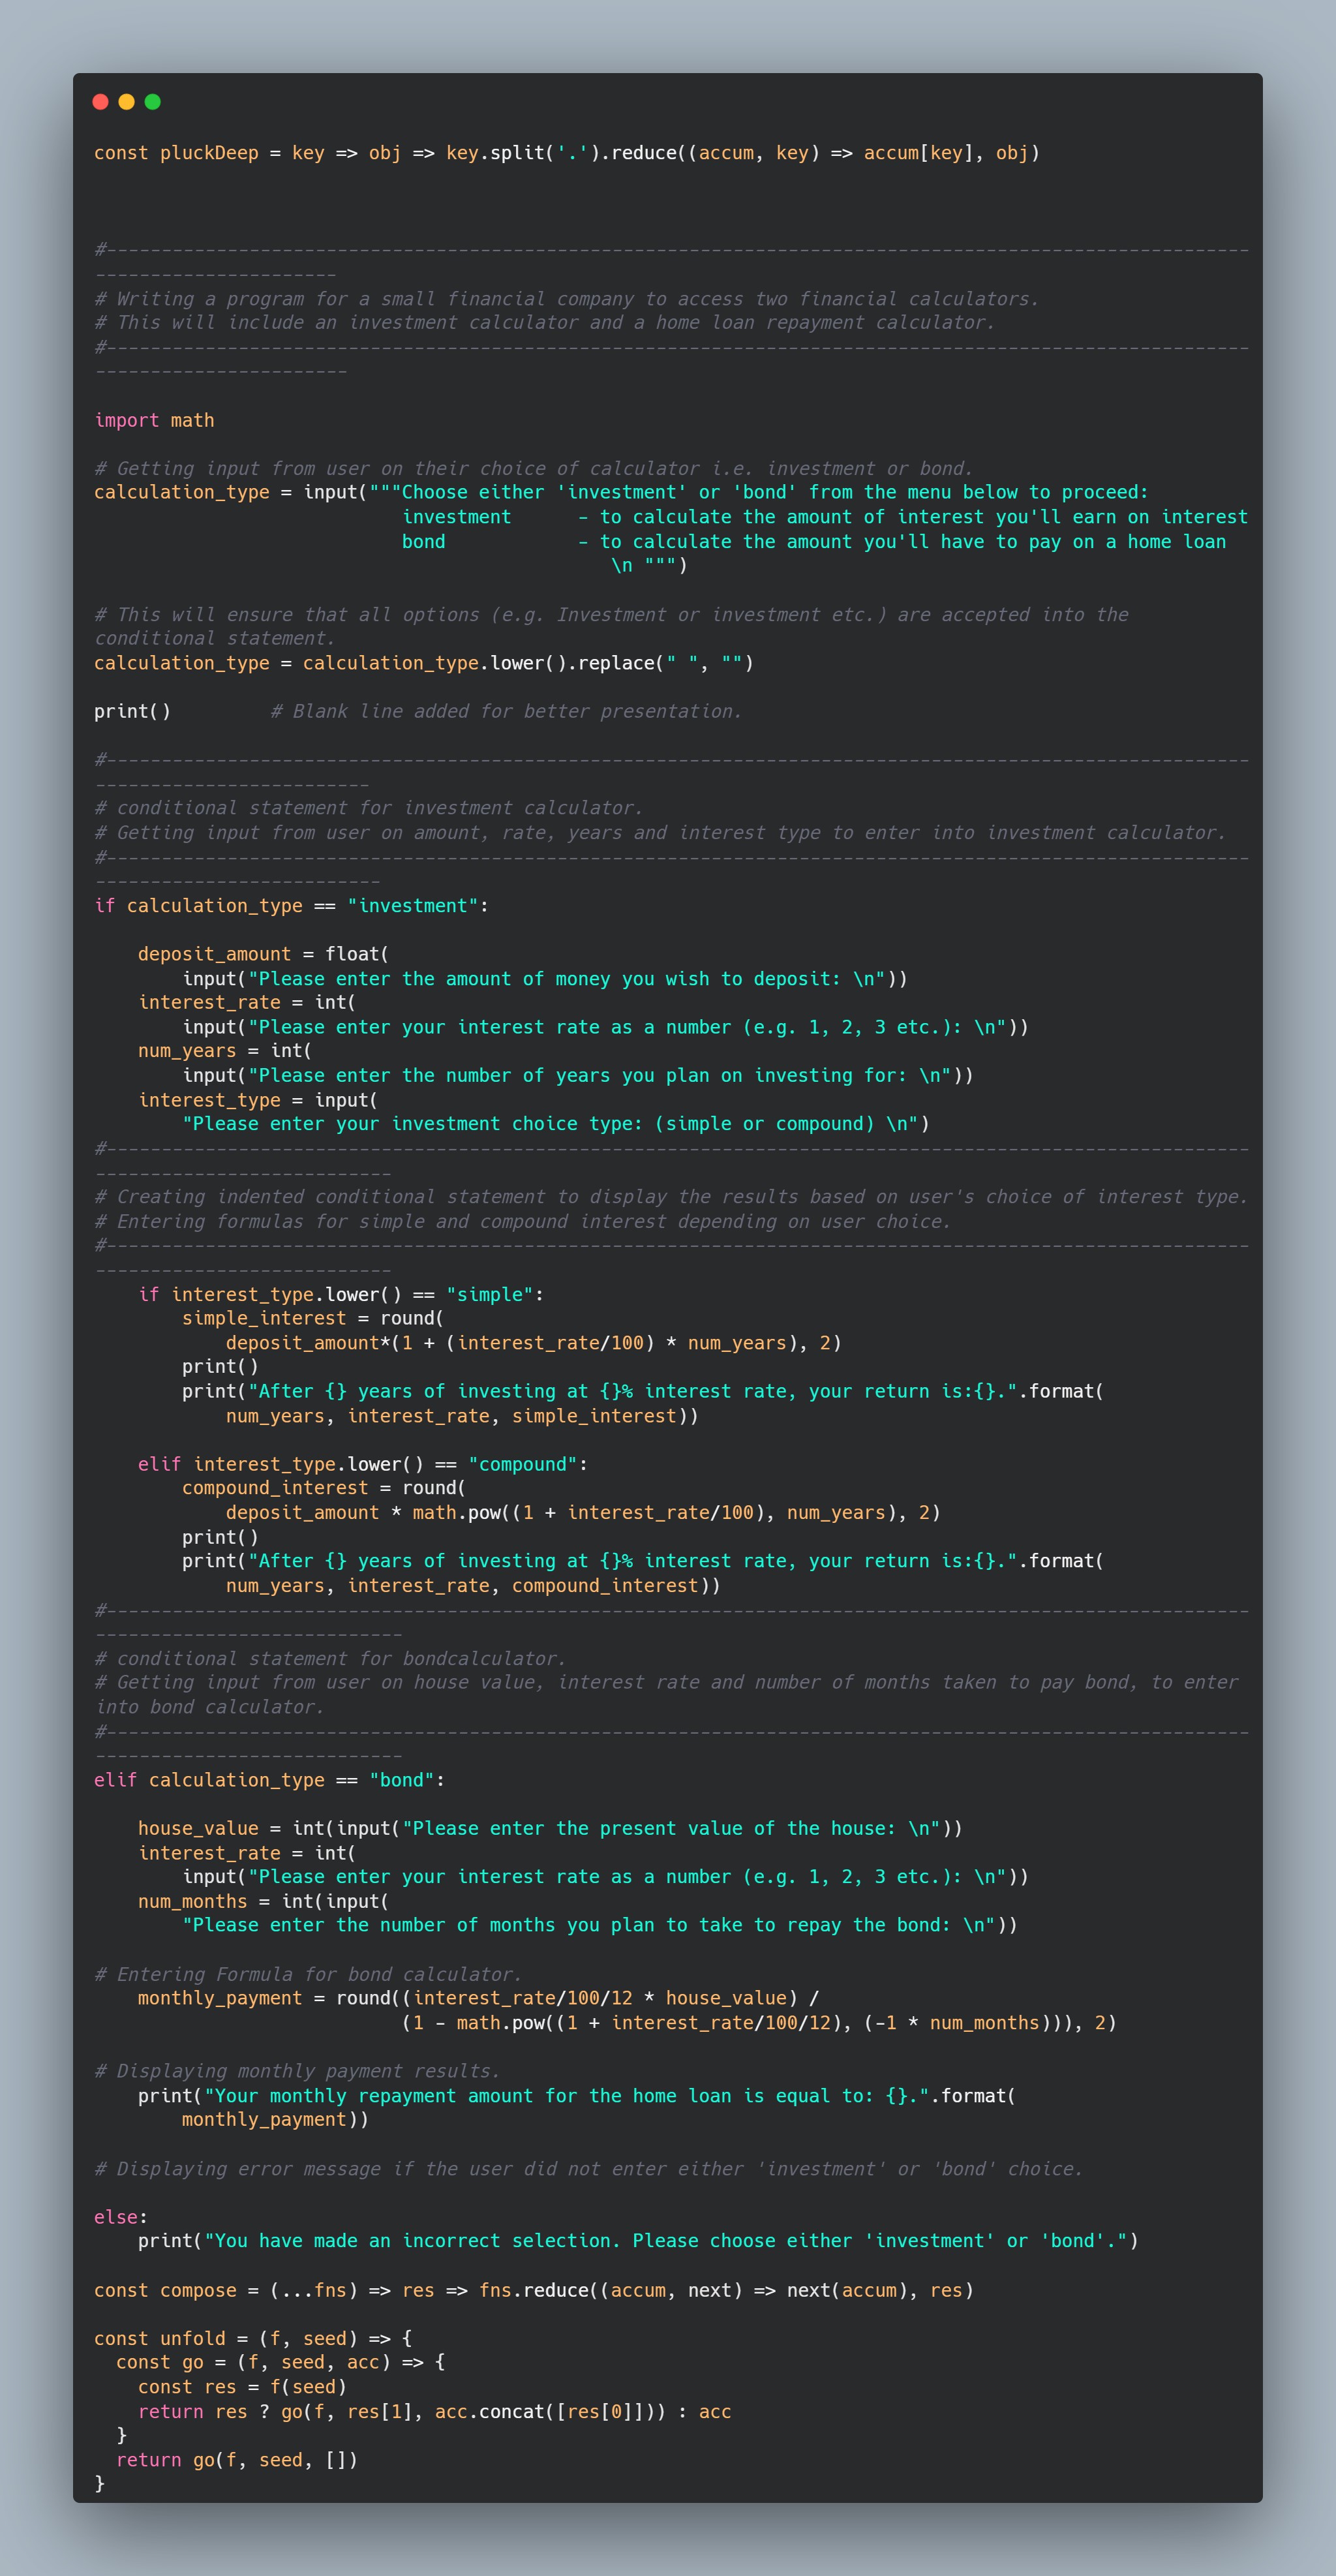 const pluckDeep = key => obj => key.split('.').reduce((accum, key) => accum[key], obj)
#--------------------------------------------------------------------------------------------------------
----------------------
# Writing a program for a small financial company to access two financial calculators.
# This will include an investment calculator and a home loan repayment calculator.
#--------------------------------------------------------------------------------------------------------
-----------------------
import math
# Getting input from user on their choice of calculator i.e. investment or bond.
calculation_type = input("""Choose either 'investment' or 'bond' from the menu below to proceed:
                            investment      - to calculate the amount of interest you'll earn on interest
                            bond            - to calculate the amount you'll have to pay on a home loan
                                               \n """)
# This will ensure that all options (e.g. Investment or investment etc.) are accepted into the
conditional statement.
calculation_type = calculation_type.lower().replace(" ", "")
print()         # Blank line added for better presentation.
#--------------------------------------------------------------------------------------------------------
-------------------------
# conditional statement for investment calculator.
# Getting input from user on amount, rate, years and interest type to enter into investment calculator.
#--------------------------------------------------------------------------------------------------------
--------------------------
if calculation_type == "investment":
    deposit_amount = float(
        input("Please enter the amount of money you wish to deposit: \n"))
    interest_rate = int(
        input("Please enter your interest rate as a number (e.g. 1, 2, 3 etc.): \n"))
    num_years = int(
        input("Please enter the number of years you plan on investing for: \n"))
    interest_type = input(
        "Please enter your investment choice type: (simple or compound) \n")
#--------------------------------------------------------------------------------------------------------
---------------------------
# Creating indented conditional statement to display the results based on user's choice of interest type.
# Entering formulas for simple and compound interest depending on user choice.
#--------------------------------------------------------------------------------------------------------
---------------------------
    if interest_type.lower() == "simple":
        simple_interest = round(
            deposit_amount*(1 + (interest_rate/100) * num_years), 2)
        print()
        print("After {} years of investing at {}% interest rate, your return is:{}.".format(
            num_years, interest_rate, simple_interest))
    elif interest_type.lower() == "compound":
        compound_interest = round(
            deposit_amount * math.pow((1 + interest_rate/100), num_years), 2)
        print()
        print("After {} years of investing at {}% interest rate, your return is:{}.".format(
            num_years, interest_rate, compound_interest))
#--------------------------------------------------------------------------------------------------------
----------------------------
# conditional statement for bondcalculator.
# Getting input from user on house value, interest rate and number of months taken to pay bond, to enter
into bond calculator.
#--------------------------------------------------------------------------------------------------------
----------------------------
elif calculation_type == "bond":
    house_value = int(input("Please enter the present value of the house: \n"))
    interest_rate = int(
        input("Please enter your interest rate as a number (e.g. 1, 2, 3 etc.): \n"))
    num_months = int(input(
        "Please enter the number of months you plan to take to repay the bond: \n"))
# Entering Formula for bond calculator.
    monthly_payment = round((interest_rate/100/12 * house_value) /
                            (1 - math.pow((1 + interest_rate/100/12), (-1 * num_months))), 2)
# Displaying monthly payment results.
    print("Your monthly repayment amount for the home loan is equal to: {}.".format(
        monthly_payment))
# Displaying error message if the user did not enter either 'investment' or 'bond' choice.
else:
    print("You have made an incorrect selection. Please choose either 'investment' or 'bond'.")
const compose = (...fns) => res => fns.reduce((accum, next) => next(accum), res)
const unfold = (f, seed) => {
  const go = (f, seed, acc) => {
    const res = f(seed)
    return res ? go(f, res[1], acc.concat([res[0]])) : acc
  }
  return go(f, seed, [])
}